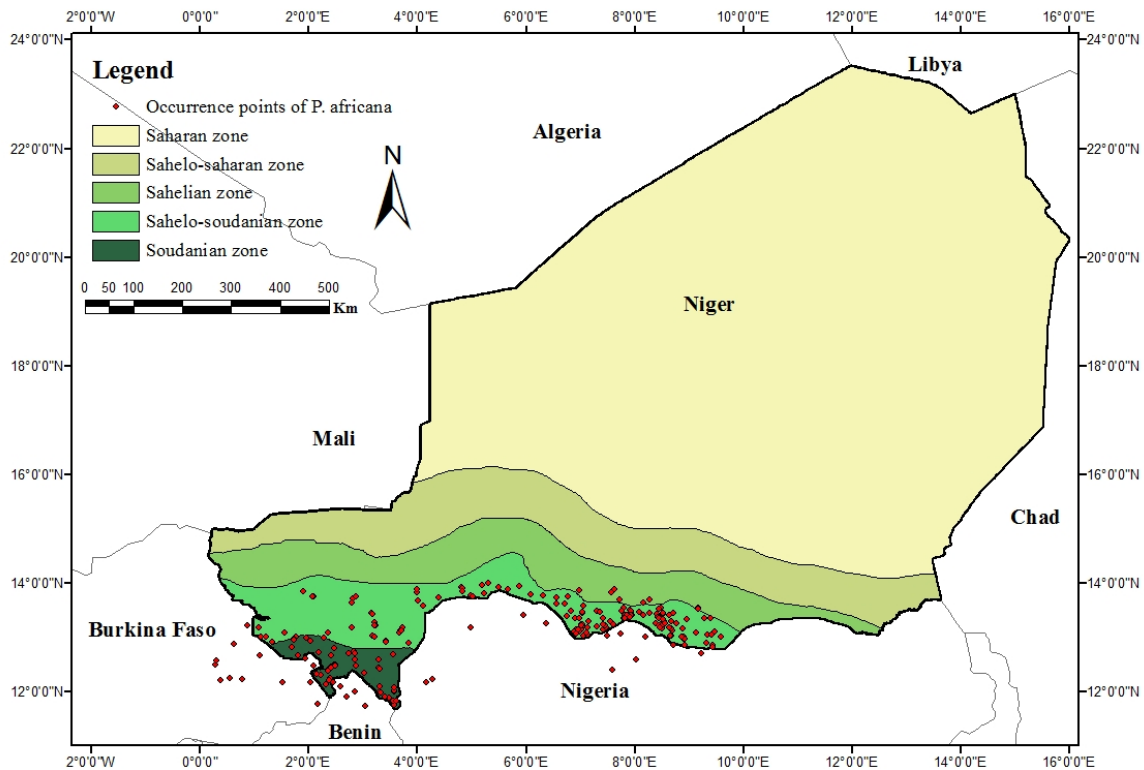 2°0'0"W 0°0'0" 2°0'0"E 4°0'0"E 6°0'0"E 8°0'0"E 10°0'0"E 12°0'0"E 14°0'0"E 16°0'0"E
24°0'0"N 24°0'0"N
Legend
Occurrence points of P. africana
Saharan zone
Sahelo-saharan zone
Sahelian zone
Sahelo-soudanian zone
Soudanian zone
0 50 100 200 300 400 500
Km
N
Libya
Algeria
22°0'0"N 22°0'0"N
20°0'0"N 20°0'0"N
Niger
18°0'0"N 18°0'0"N
Mali
16°0'0"N 16°0'0"N
Chad
14°0'0"N 14°0'0"N
Burkina Faso
12°0'0"N 12°0'0"N
Nigeria
Benin
2°0'0"W 0°0'0" 2°0'0"E 4°0'0"E 6°0'0"E 8°0'0"E 10°0'0"E 12°0'0"E 14°0'0"E 16°0'0"E